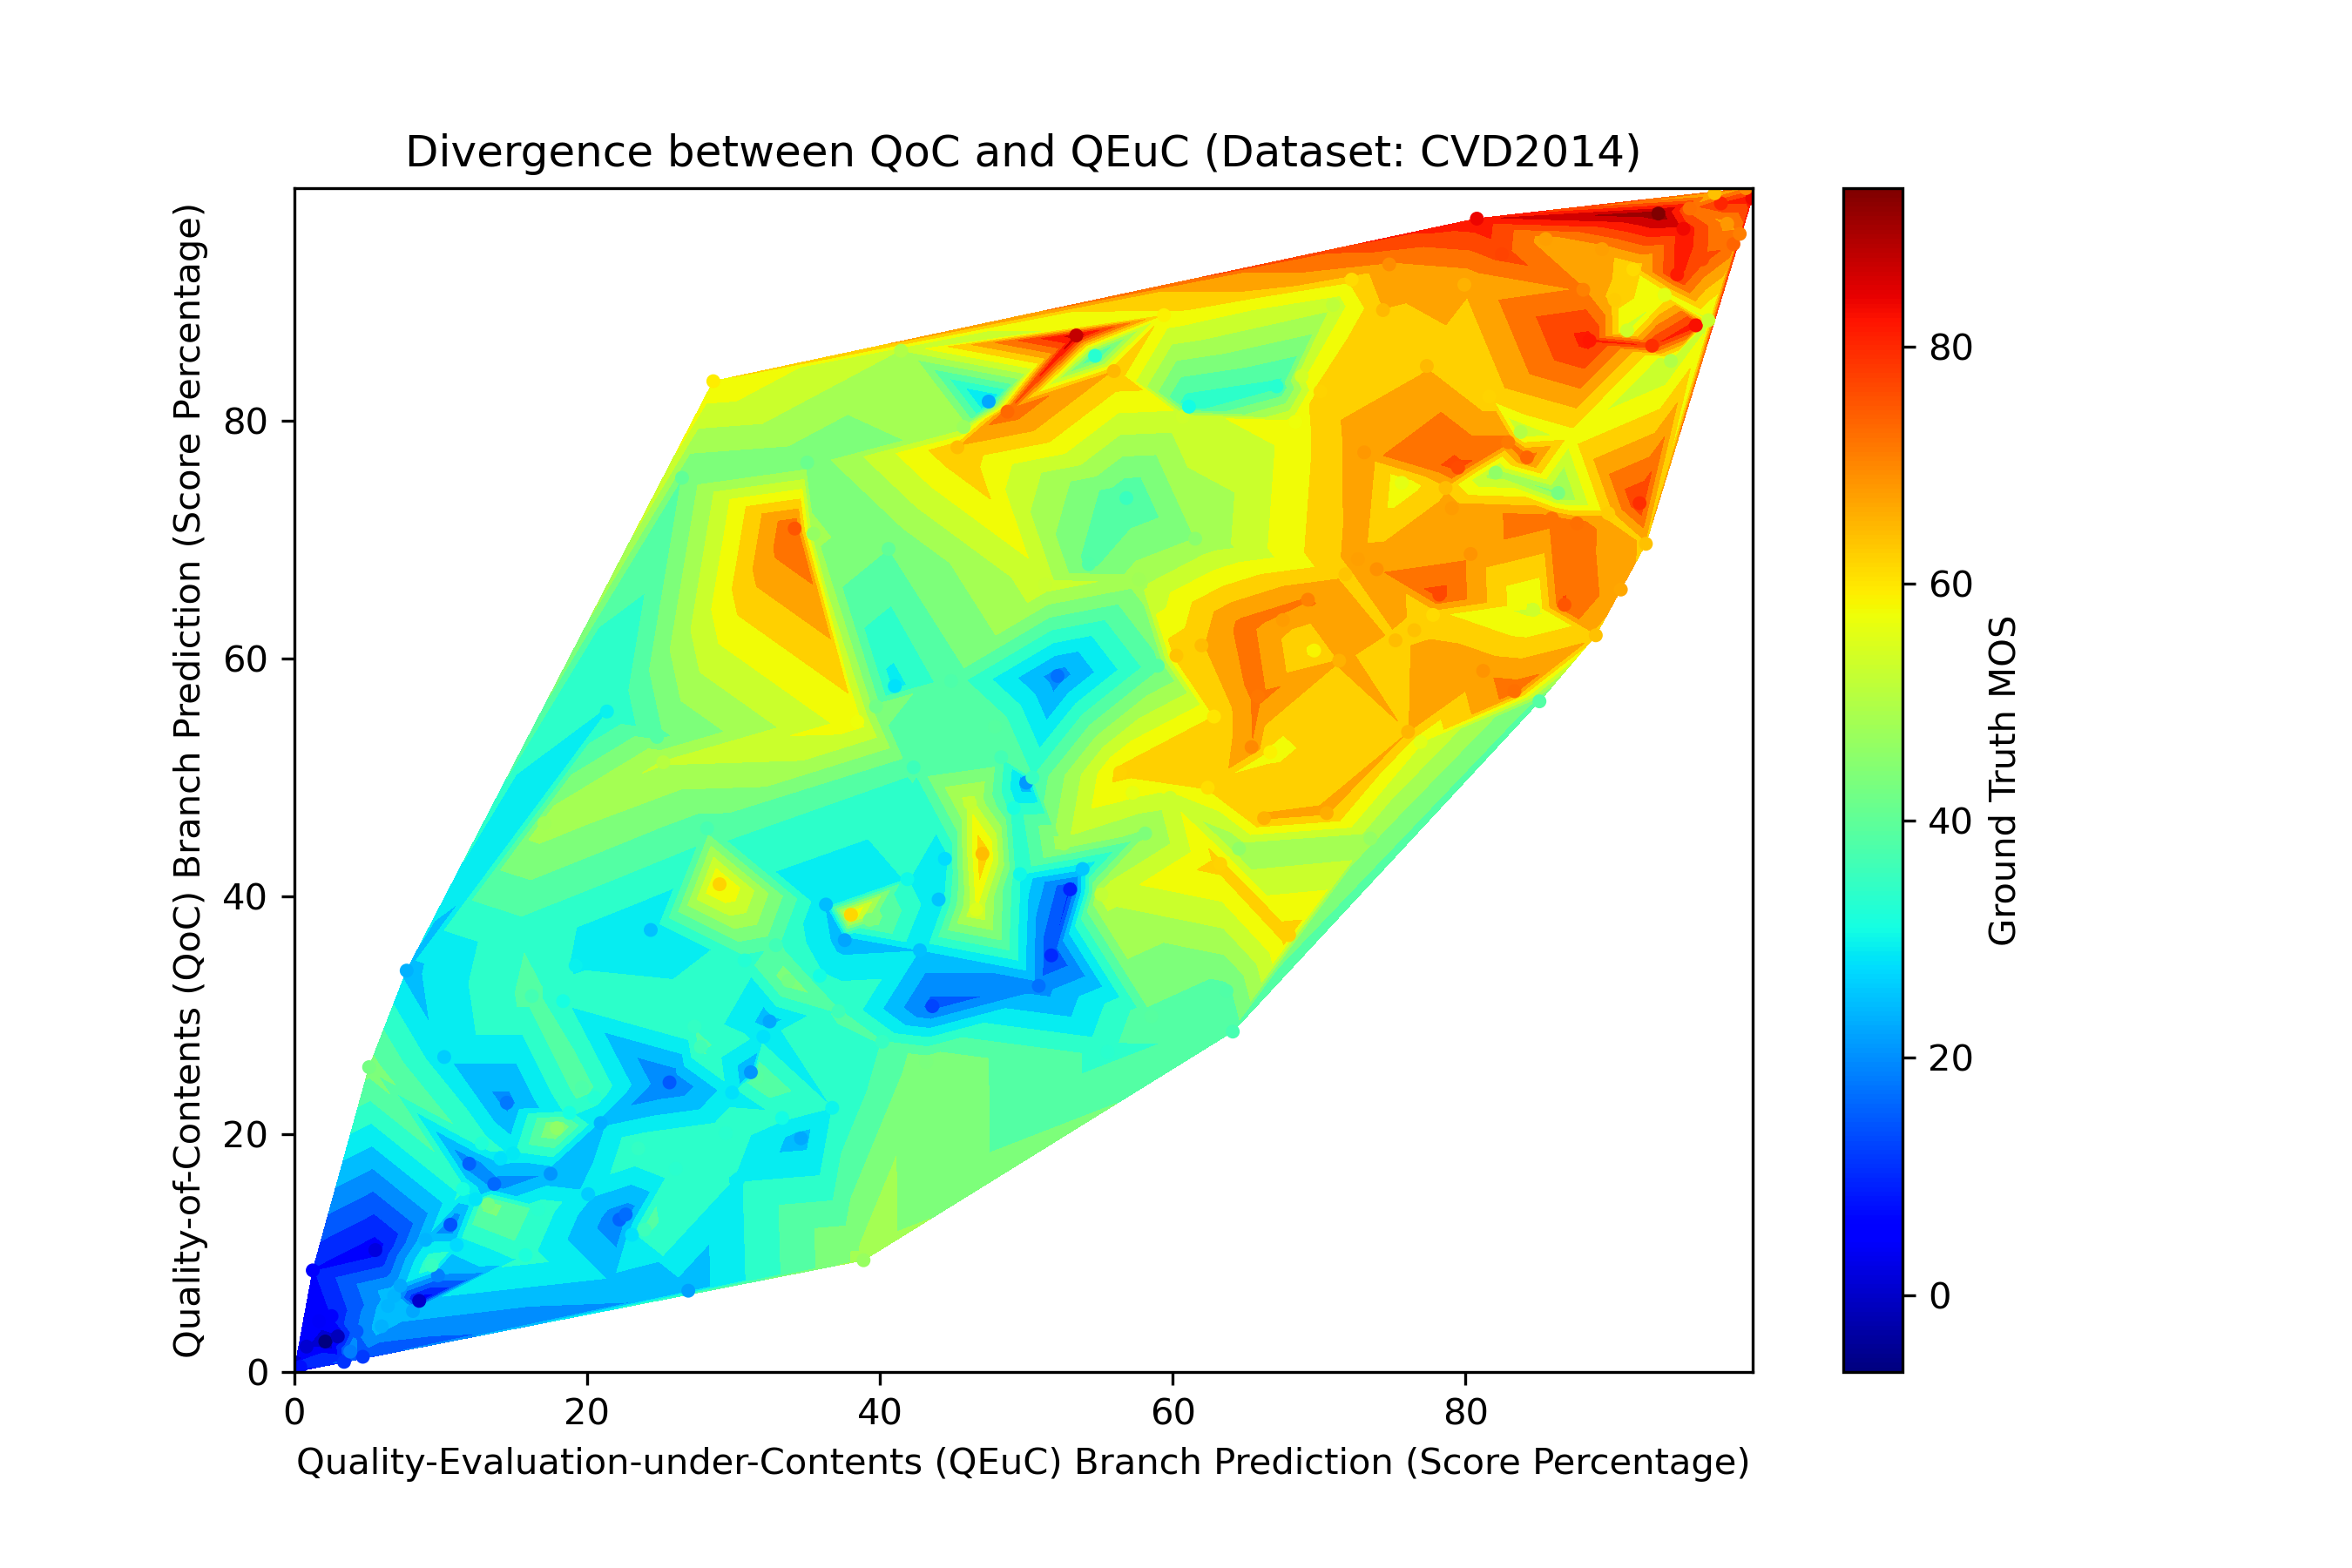 Divergence between QoC and QEuC (Dataset: CVD2014)
Quality-of-Contents (QoC) Branch Prediction (Score Percentage)
80
60
40
20
0
0 20 40 60 80
Quality-Evaluation-under-Contents (QEuC) Branch Prediction (Score Percentage)
80
60
40
20
0
Ground Truth MOS